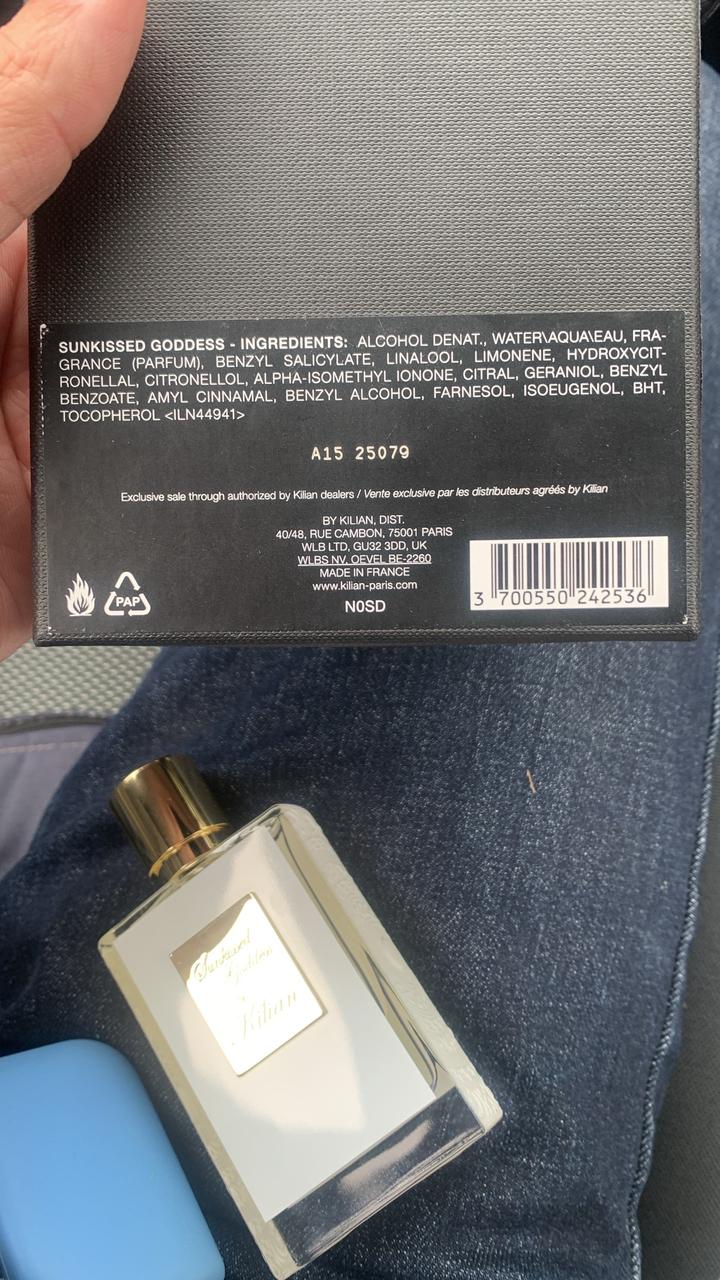 SUNKISSED GODDESS - INGREDIENTS: ALCOHOL DENAT., WATER\AQUA\EAU, FRA-
GRANCE (PARFUM), BENZYL SALICYLATE, LINALOOL, LIMONENE, HYDROXYCIT-
RONELLAL, CITRONELLOL, ALPHA-ISOMETHYL IONONE, CITRAL, GERANIOL, BENZYL
BENZOATE, AMYL CINNAMAL, BENZYL ALCOHOL, FARNESOL, ISOEUGENOL, BHT,
TOCOPHEROL <ILN44941>
A15 25079
Exclusive sale through authorized by Kilian dealers / Vente exclusive par les distributeurs agréés by Kilian
BY KILIAN, DIST.
40/48, RUE CAMBON, 75001 PARIS
WLB LTD, GU32 3DD, UK
WLBS NV, OEVEL BE-2260
MADE IN FRANCE
www.kilian-paris.com
N0SD
PAP
3 700550 242536
Sunkissed
Goddess
by
Kilian